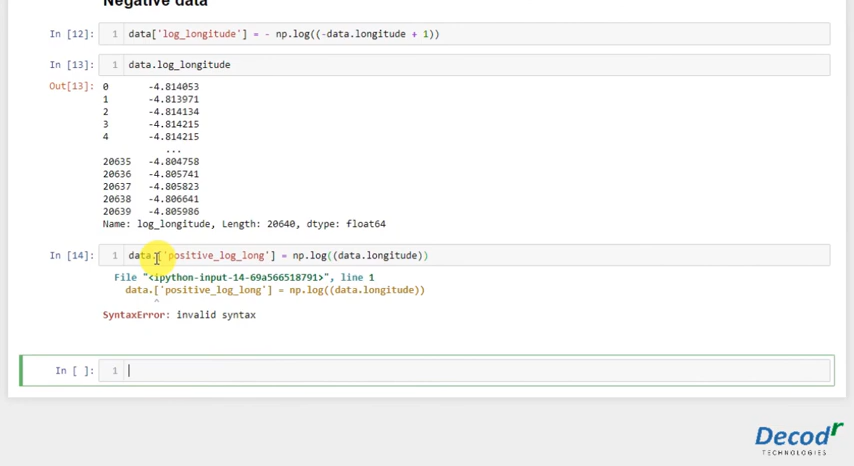 Negative data
In [12]: 1 data['log_longitude'] = - np.log((-data.longitude + 1))
In [13]: 1 data.log_longitude
Out[13]: 0 -4.814053
1 -4.813971
2 -4.814134
3 -4.814215
4 -4.814215
...
20635 -4.804758
20636 -4.805741
20637 -4.805823
20638 -4.806641
20639 -4.805986
Name: log_longitude, Length: 20640, dtype: float64
In [14]: 1 data.['positive_log_long'] = np.log((data.longitude))
File "<ipython-input-14-69a566518791>", line 1
data.['positive_log_long'] = np.log((data.longitude))
^
SyntaxError: invalid syntax
In [ ]: 1
Decodr
TECHNOLOGIES